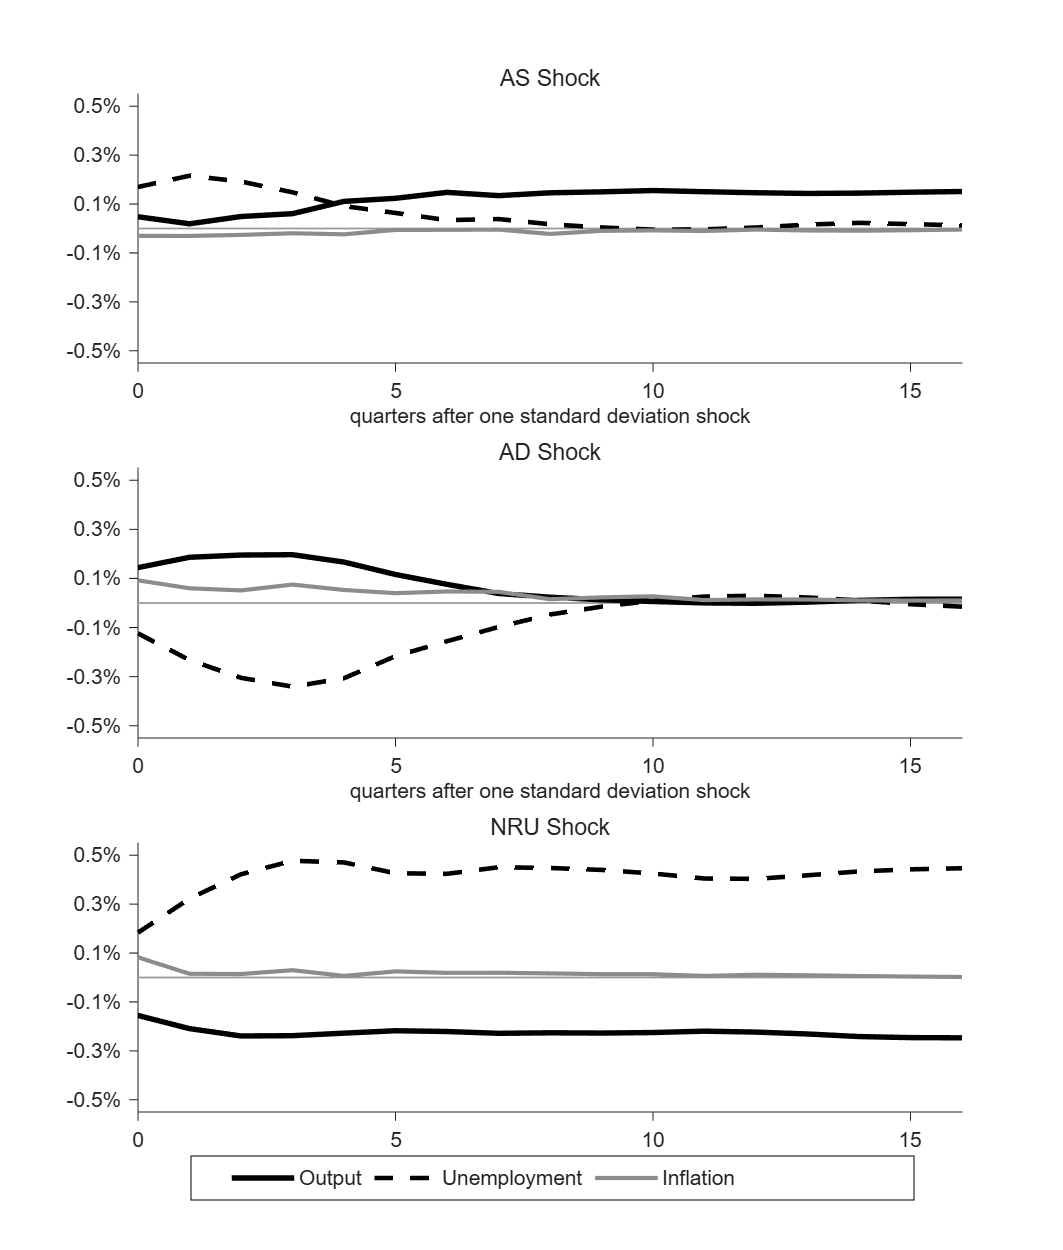 AS Shock
0.5%
0.3%
0.1%
-0.1%
-0.3%
-0.5%
0 5 10 15
quarters after one standard deviation shock
AD Shock
0.5%
0.3%
0.1%
-0.1%
-0.3%
-0.5%
0 5 10 15
quarters after one standard deviation shock
NRU Shock
0.5%
0.3%
0.1%
-0.1%
-0.3%
-0.5%
0 5 10 15
Output Unemployment Inflation